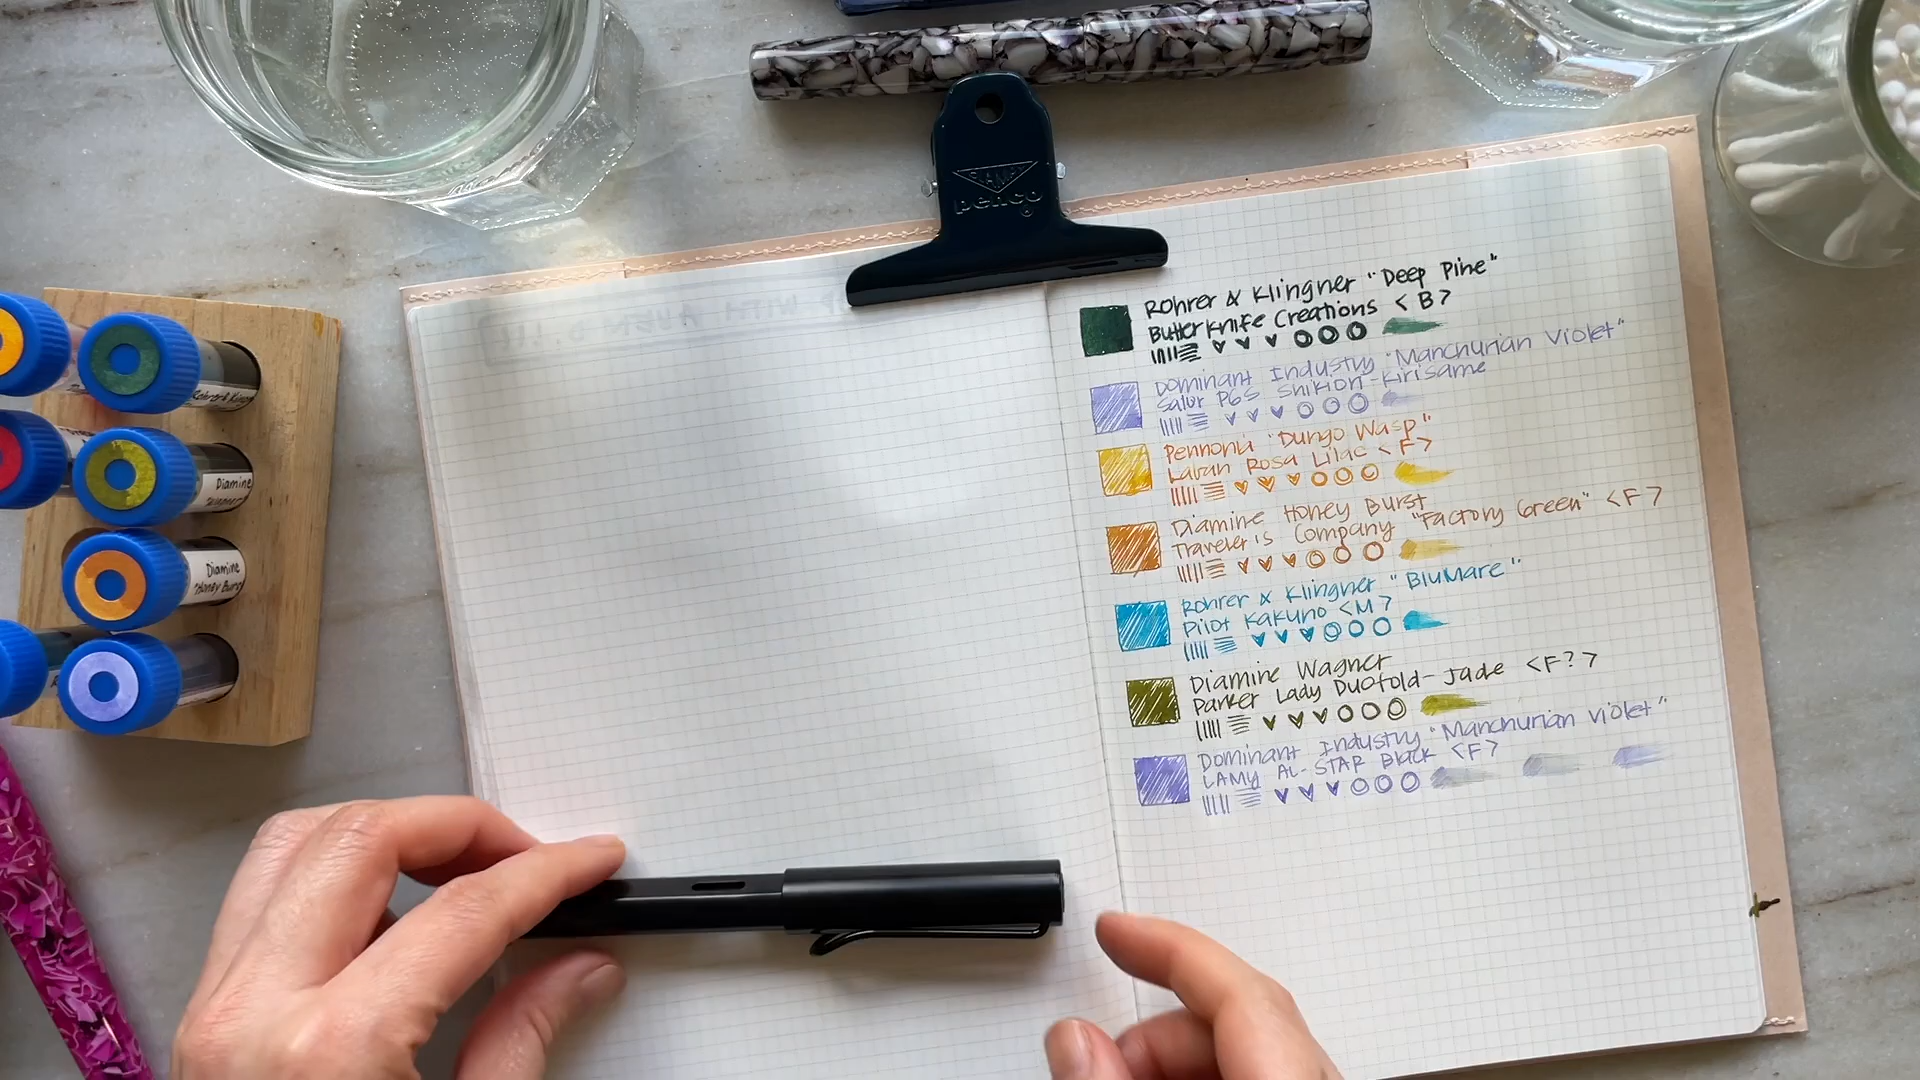 penco®
Rohrer & Klingner "Deep Pine"
Butterknife Creations <B>
Dominant Industry "Manchurian Violet"
Sailor PGS Shikiori-Kirisame
Pennonia "Dungo Wasp"
Laban Rosa Lilac <F>
Diamine Honey Burst
Traveler's Company "Factory Green" <F>
Rohrer & Klingner "BluMare"
Pilot Kakuno <M>
Diamine Wagner
Parker Lady Duofold-Jade <F?>
Dominant Industry "Manchurian Violet"
LAMY AL-STAR Black <F>
Diamine
Diamine
"Honey Burst